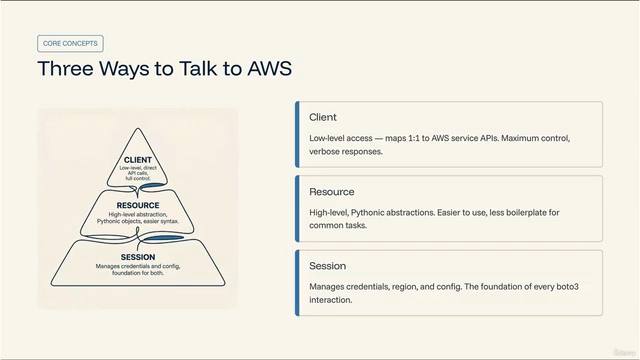 CORE CONCEPTS
Three Ways to Talk to AWS
CLIENT
Low-level, direct
API calls,
full control.
RESOURCE
High-level abstraction,
Pythonic objects, easier syntax.
SESSION
Manages credentials and config,
foundation for both.
Client
Low-level access — maps 1:1 to AWS service APIs. Maximum control,
verbose responses.
Resource
High-level, Pythonic abstractions. Easier to use, less boilerplate for
common tasks.
Session
Manages credentials, region, and config. The foundation of every boto3
interaction.
Udemy